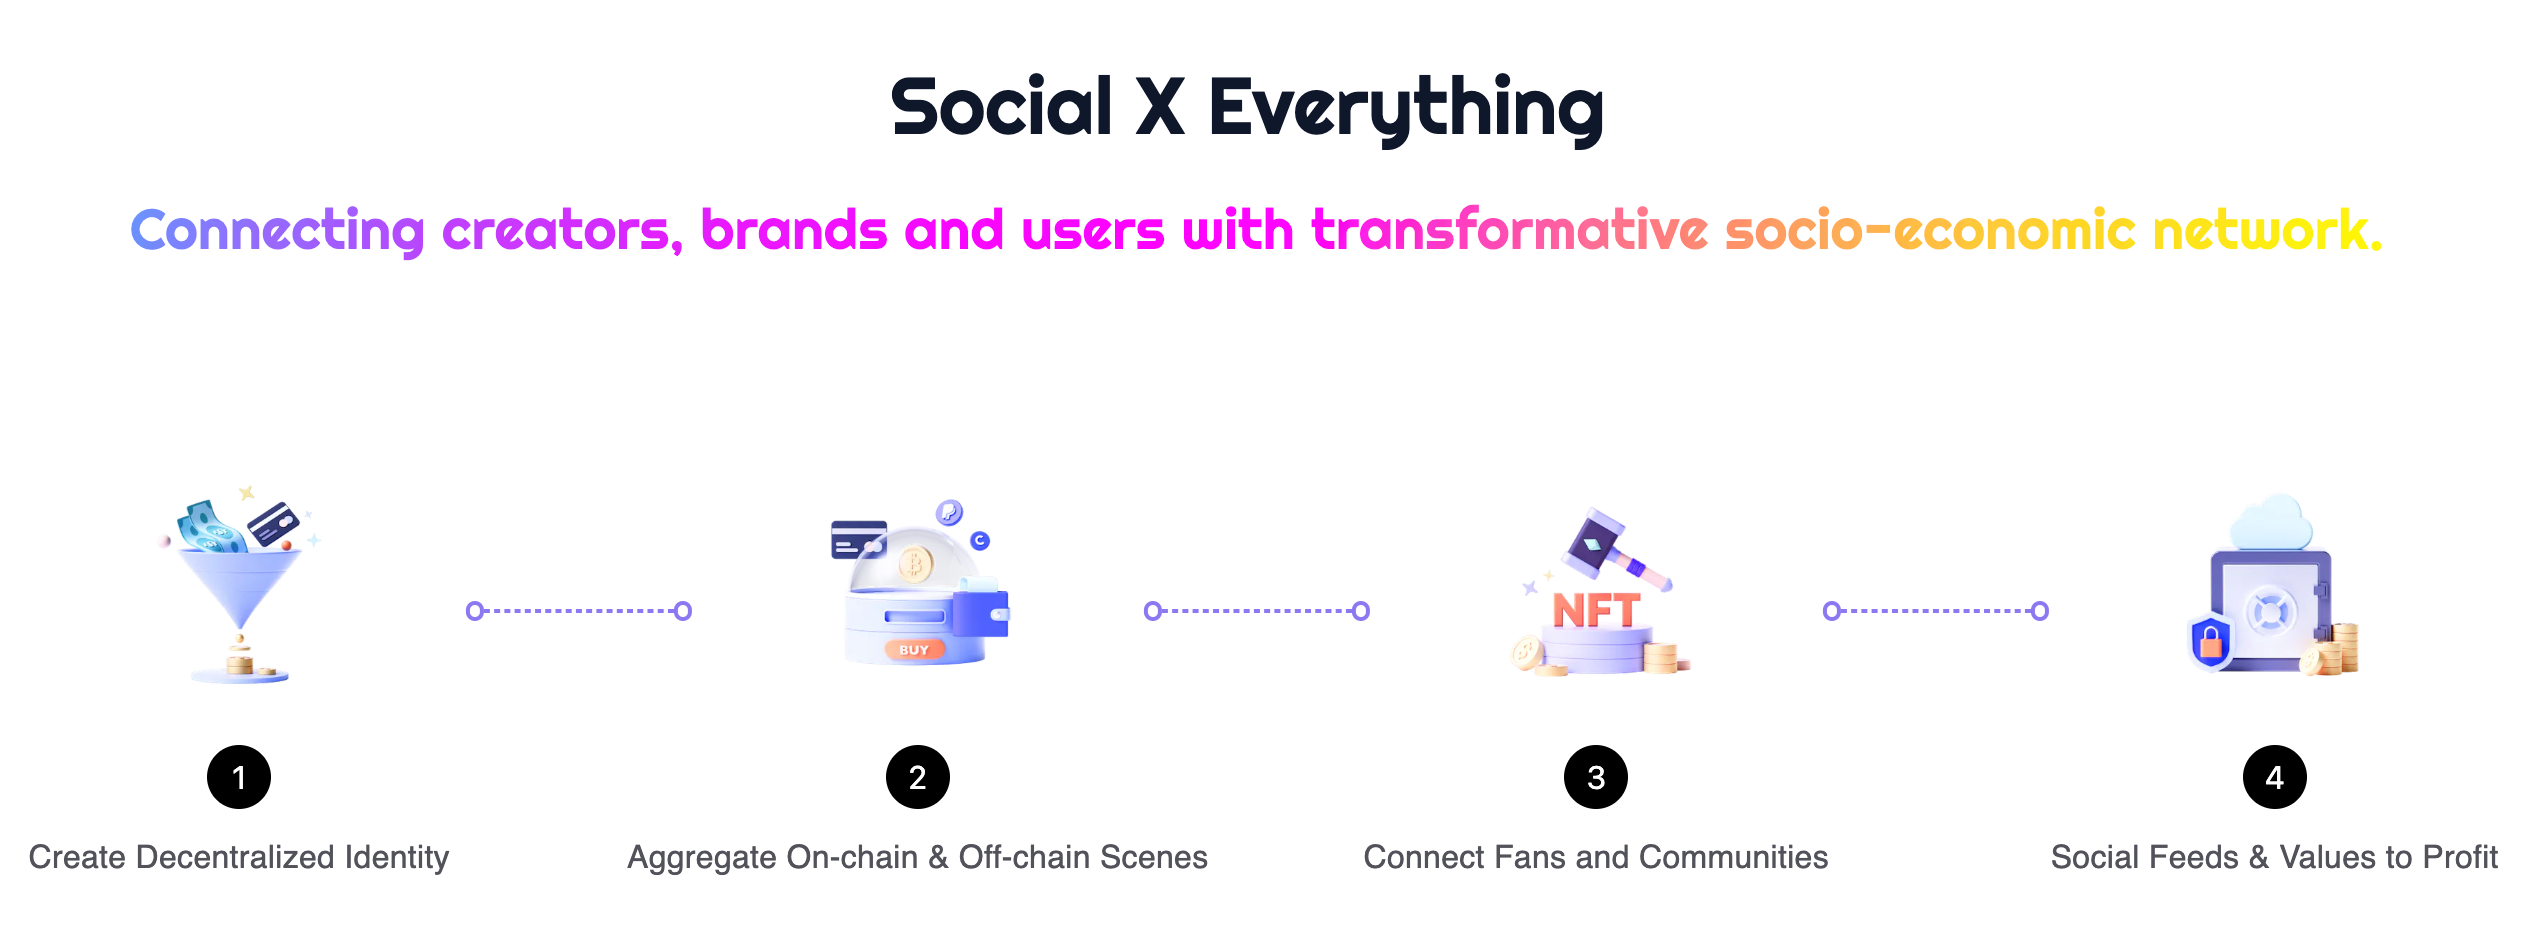 Social X Everything
Connecting creators, brands and users with transformative socio-economic network.
BUY
NFT
1
2
3
4
Create Decentralized Identity
Aggregate On-chain & Off-chain Scenes
Connect Fans and Communities
Social Feeds & Values to Profit